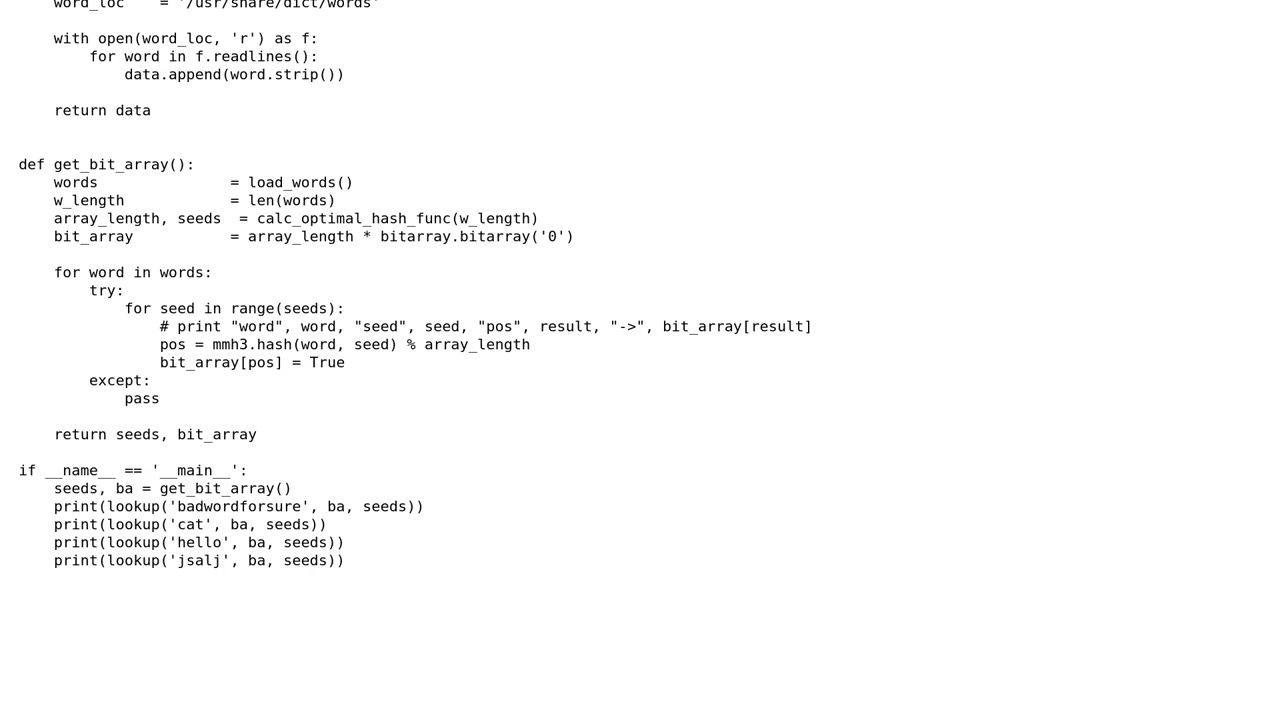 word_loc    = '/usr/share/dict/words'

    with open(word_loc, 'r') as f:
        for word in f.readlines():
            data.append(word.strip())

    return data


def get_bit_array():
    words               = load_words()
    w_length            = len(words)
    array_length, seeds  = calc_optimal_hash_func(w_length)
    bit_array           = array_length * bitarray.bitarray('0')

    for word in words:
        try:
            for seed in range(seeds):
                # print "word", word, "seed", seed, "pos", result, "->", bit_array[result]
                pos = mmh3.hash(word, seed) % array_length
                bit_array[pos] = True
        except:
            pass

    return seeds, bit_array

if __name__ == '__main__':
    seeds, ba = get_bit_array()
    print(lookup('badwordforsure', ba, seeds))
    print(lookup('cat', ba, seeds))
    print(lookup('hello', ba, seeds))
    print(lookup('jsalj', ba, seeds))